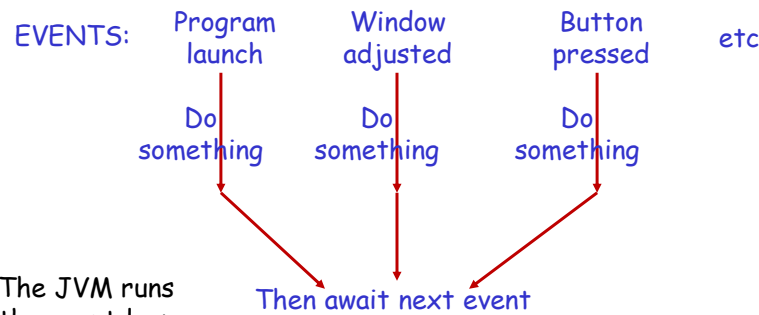 EVENTS:
Program
launch
Window
adjusted
Button
pressed
etc
Do
something
Do
something
Do
something
The JVM runs
Then await next event